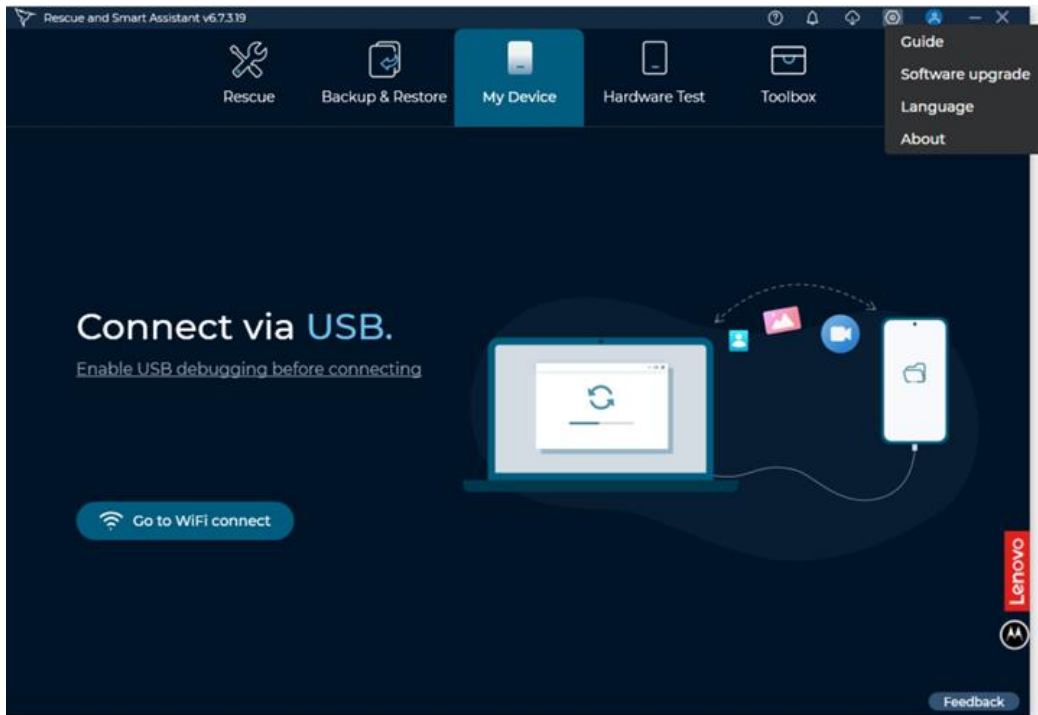 Rescue and Smart Assistant v6.7.3.19
Guide
Software upgrade
Language
About
Rescue
Backup & Restore
My Device
Hardware Test
Toolbox
Connect via USB.
Enable USB debugging before connecting
Go to WiFi connect
Lenovo
Feedback